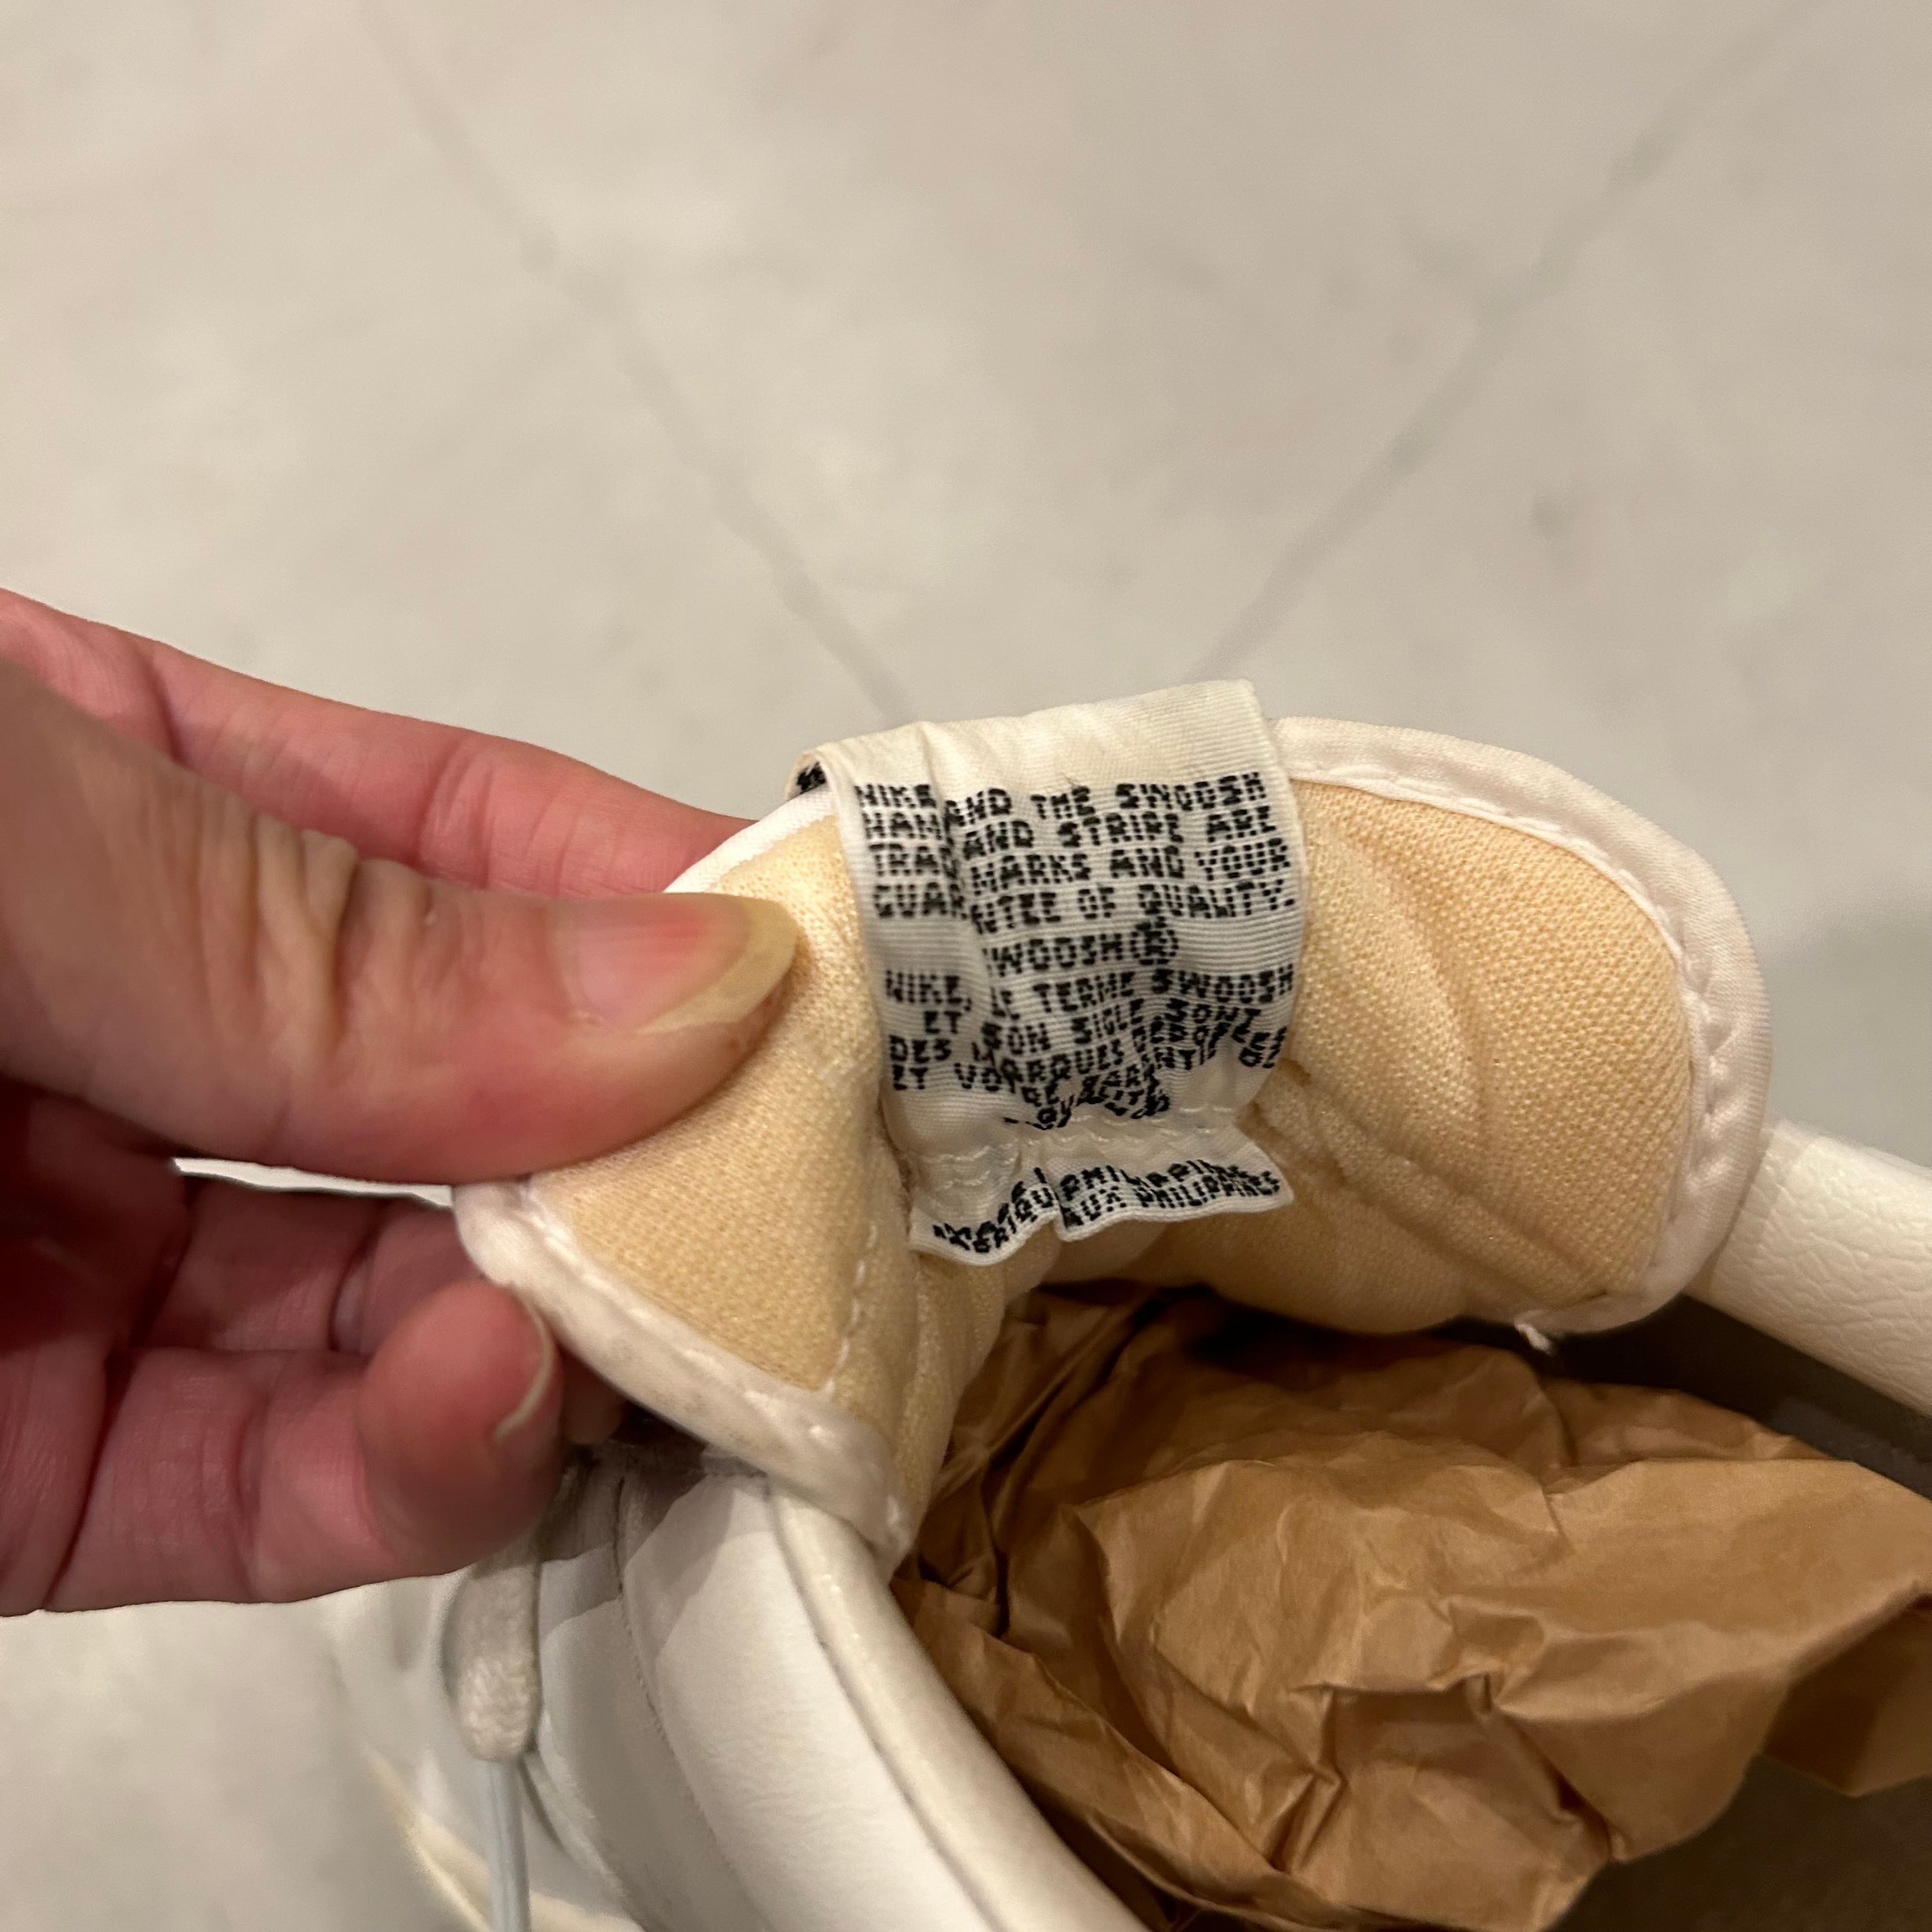 NIKE AND THE SWOOSH
NAME AND STRIPE ARE
TRADEMARKS AND YOUR
GUARANTEE OF QUALITY.
SWOOSH®
NIKE, LE TERME SWOOSH
ET SON SIGLE SONT
DES MARQUES DEPOSEES
ET VOTRE GARANTIE DE
QUALITE
PHILIPPINES
AUX PHILIPPINES